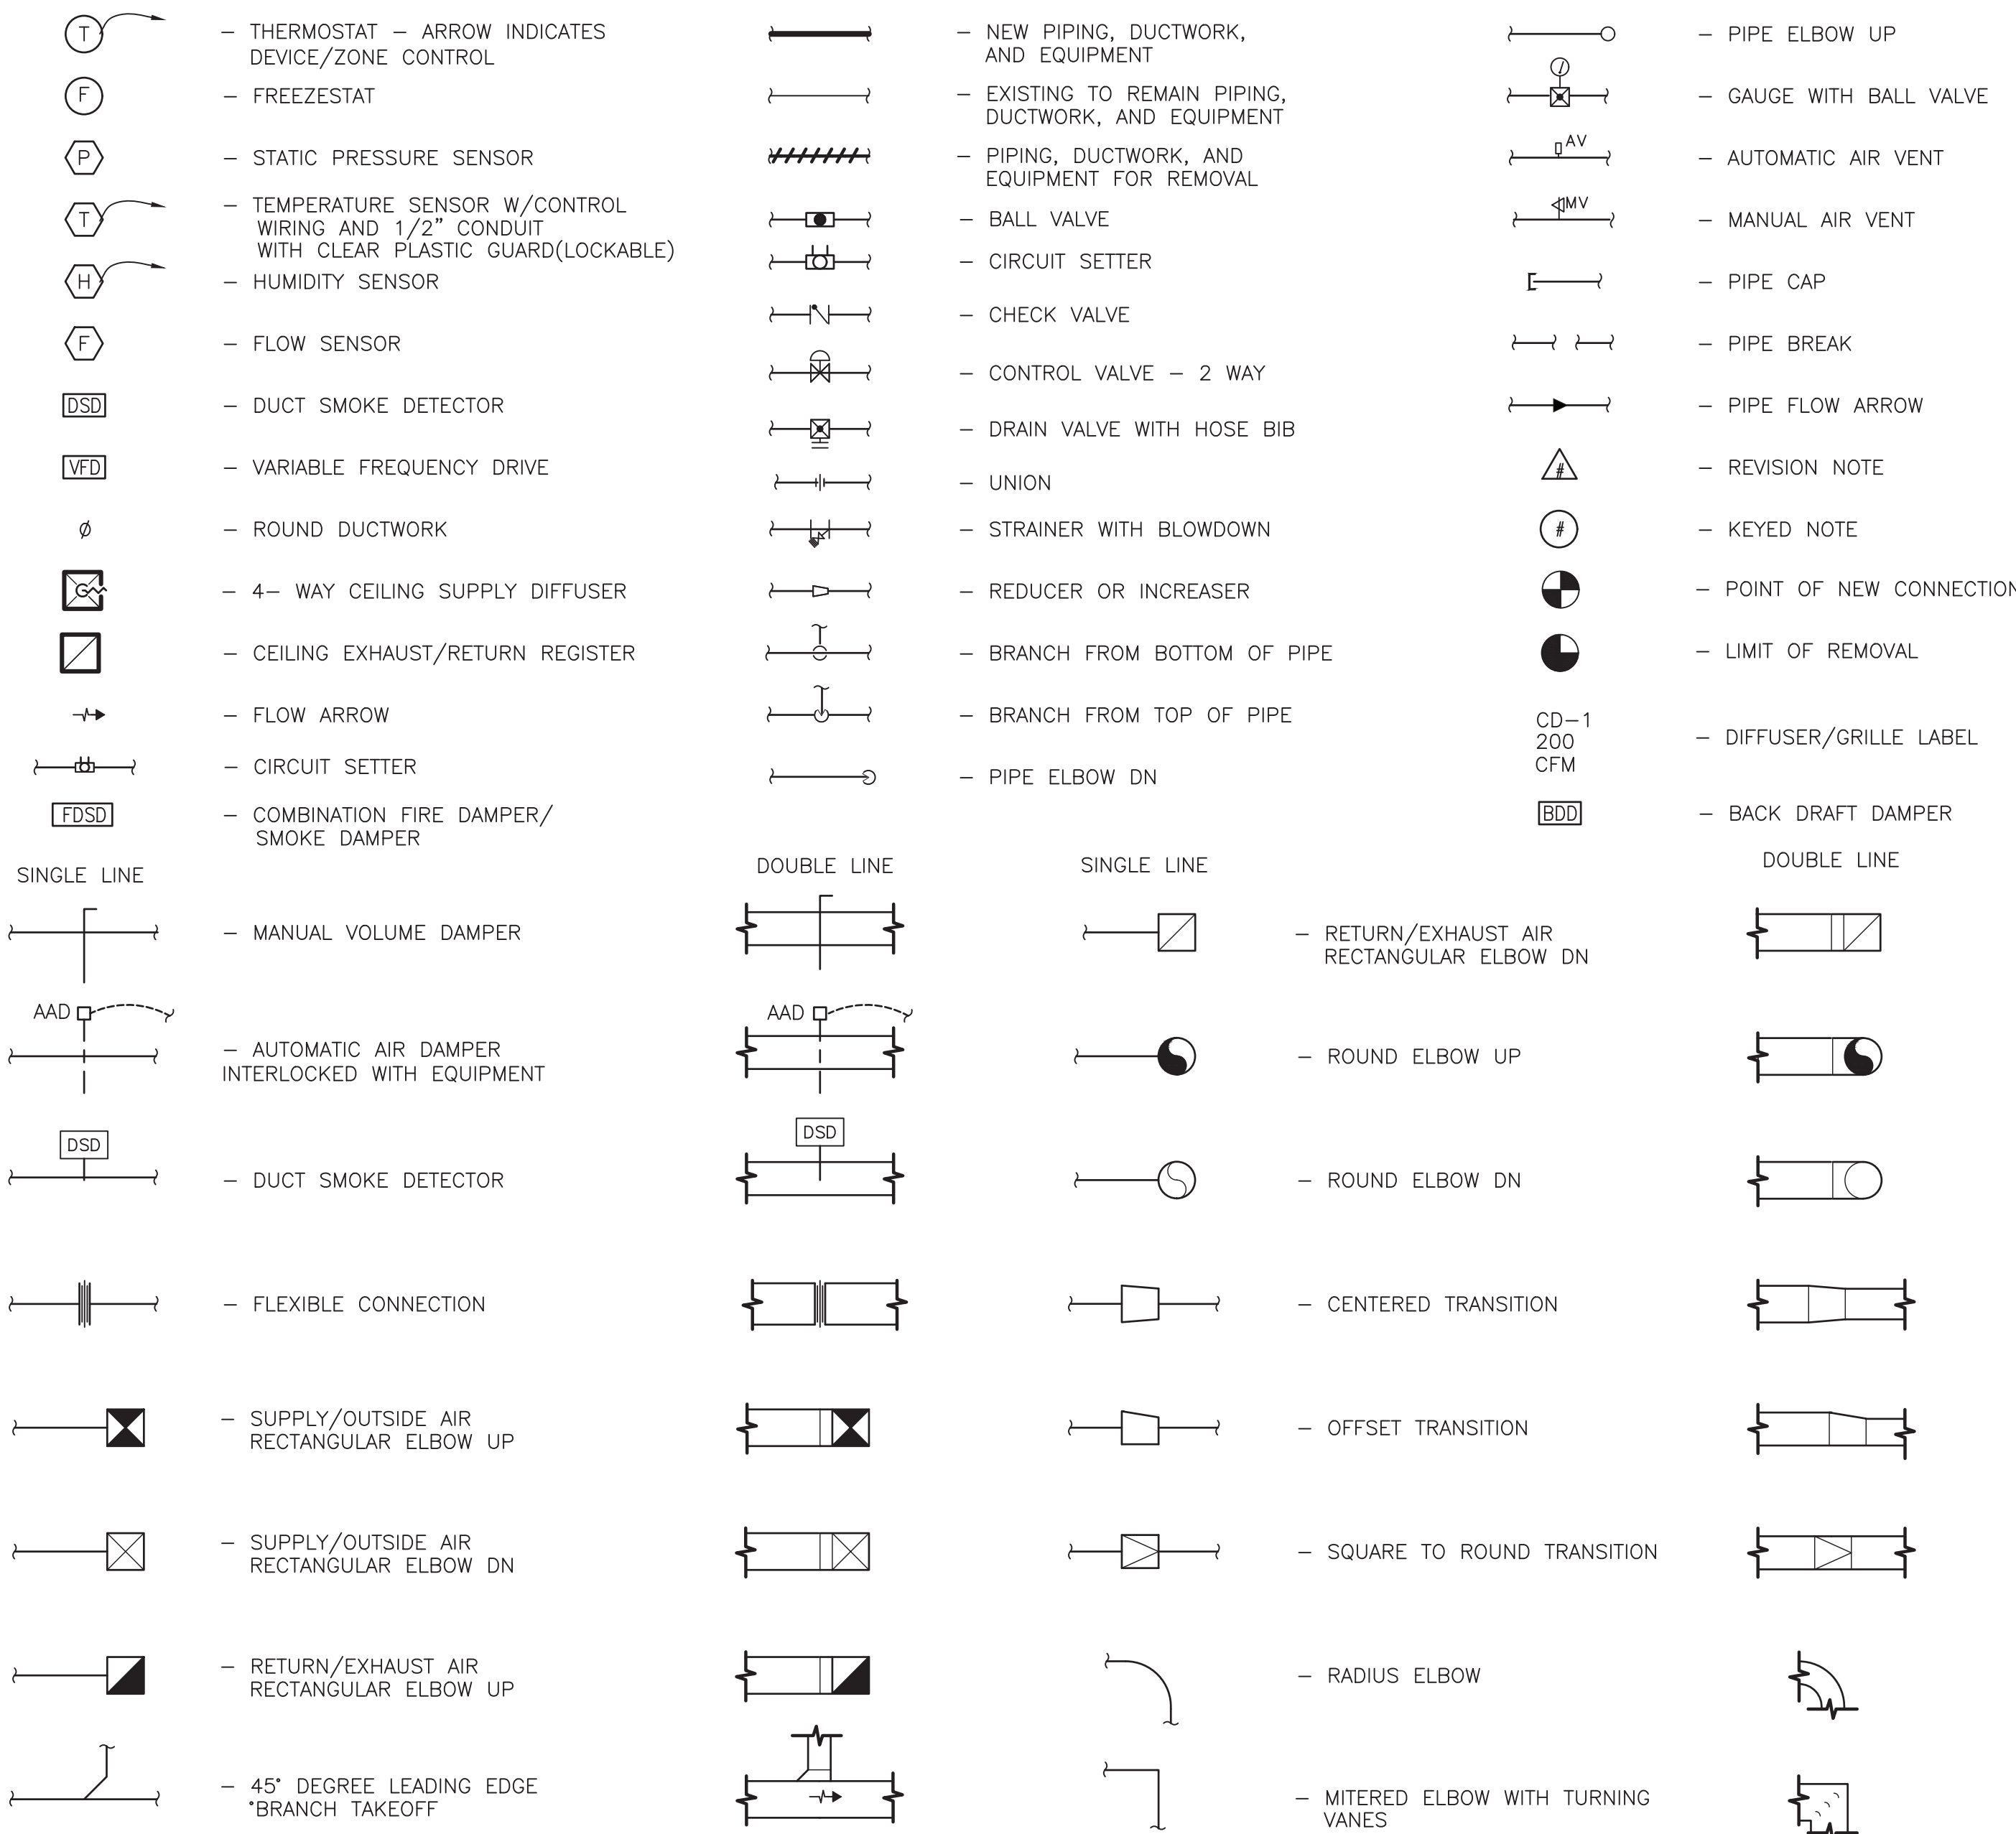 T
– THERMOSTAT – ARROW INDICATES
DEVICE/ZONE CONTROL
F
– FREEZESTAT
P
– STATIC PRESSURE SENSOR
T
– TEMPERATURE SENSOR W/CONTROL
WIRING AND 1/2” CONDUIT
WITH CLEAR PLASTIC GUARD(LOCKABLE)
H
– HUMIDITY SENSOR
F
– FLOW SENSOR
DSD
– DUCT SMOKE DETECTOR
VFD
– VARIABLE FREQUENCY DRIVE
Ø
– ROUND DUCTWORK
– 4– WAY CEILING SUPPLY DIFFUSER
– CEILING EXHAUST/RETURN REGISTER
– FLOW ARROW
– CIRCUIT SETTER
FDSD
– COMBINATION FIRE DAMPER/
SMOKE DAMPER
– NEW PIPING, DUCTWORK,
AND EQUIPMENT
– EXISTING TO REMAIN PIPING,
DUCTWORK, AND EQUIPMENT
– PIPING, DUCTWORK, AND
EQUIPMENT FOR REMOVAL
– BALL VALVE
– CIRCUIT SETTER
– CHECK VALVE
– CONTROL VALVE – 2 WAY
– DRAIN VALVE WITH HOSE BIB
– UNION
– STRAINER WITH BLOWDOWN
– REDUCER OR INCREASER
– BRANCH FROM BOTTOM OF PIPE
– BRANCH FROM TOP OF PIPE
– PIPE ELBOW DN
– PIPE ELBOW UP
– GAUGE WITH BALL VALVE
AV
– AUTOMATIC AIR VENT
MV
– MANUAL AIR VENT
– PIPE CAP
– PIPE BREAK
– PIPE FLOW ARROW
#
– REVISION NOTE
#
– KEYED NOTE
– POINT OF NEW CONNECTION
– LIMIT OF REMOVAL
CD–1
200
CFM
– DIFFUSER/GRILLE LABEL
BDD
– BACK DRAFT DAMPER
SINGLE LINE
DOUBLE LINE
– MANUAL VOLUME DAMPER
AAD
AAD
– AUTOMATIC AIR DAMPER
INTERLOCKED WITH EQUIPMENT
DSD
DSD
– DUCT SMOKE DETECTOR
– FLEXIBLE CONNECTION
– SUPPLY/OUTSIDE AIR
RECTANGULAR ELBOW UP
– SUPPLY/OUTSIDE AIR
RECTANGULAR ELBOW DN
– RETURN/EXHAUST AIR
RECTANGULAR ELBOW UP
– 45° DEGREE LEADING EDGE
°BRANCH TAKEOFF
SINGLE LINE
DOUBLE LINE
– RETURN/EXHAUST AIR
RECTANGULAR ELBOW DN
– ROUND ELBOW UP
– ROUND ELBOW DN
– CENTERED TRANSITION
– OFFSET TRANSITION
– SQUARE TO ROUND TRANSITION
– RADIUS ELBOW
– MITERED ELBOW WITH TURNING
VANES